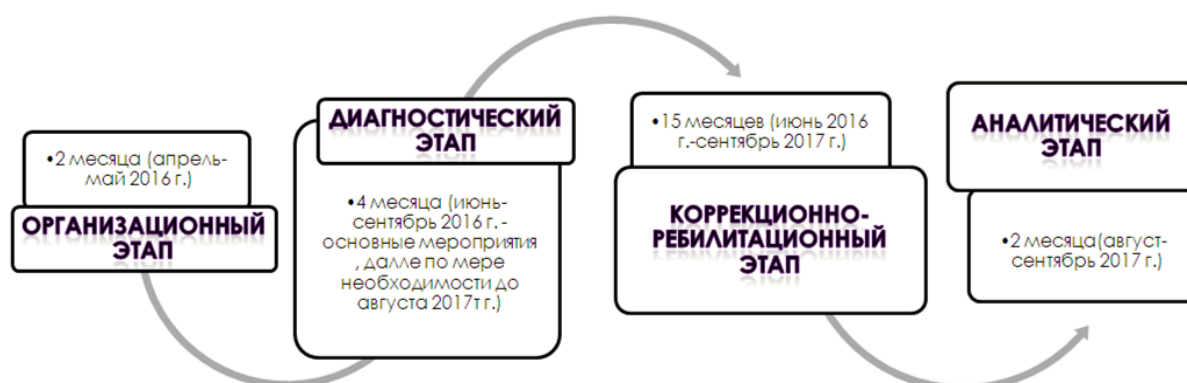 •2 месяца (апрель-
май 2016 г.)
ОРГАНИЗАЦИОННЫЙ
ЭТАП
ДИАГНОСТИЧЕСКИЙ
ЭТАП
•4 месяца (июнь-
сентябрь 2016 г. -
основные мероприятия
, далле по мере
необходимости до
августа 2017т г.)
•15 месяцев (июнь 2016
г.-сентябрь 2017 г.)
КОРРЕКЦИОННО-
РЕБИЛИТАЦИОННЫЙ
ЭТАП
АНАЛИТИЧЕСКИЙ
ЭТАП
•2 месяца(август-
сентябрь 2017 г.)